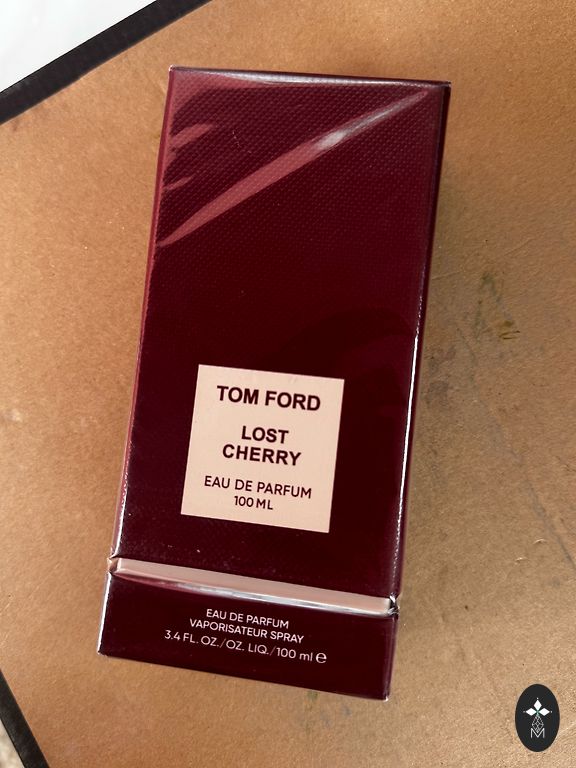 TOM FORD
LOST
CHERRY
EAU DE PARFUM
100 ML
EAU DE PARFUM
VAPORISATEUR SPRAY
3.4 FL. OZ./OZ. LIQ./100 ml ℮
M